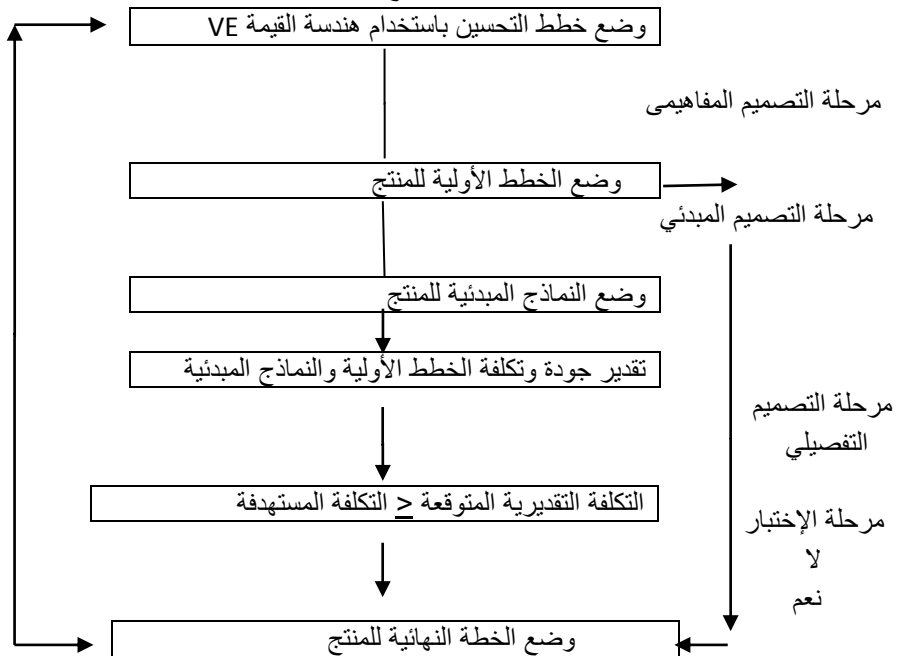 وضع خطط التحسين باستخدام هندسة القيمة VE
مرحلة التصميم المفاهيمى
وضع الخطط الأولية للمنتج
مرحلة التصميم المبدئي
وضع النماذج المبدئية للمنتج
تقدير جودة وتكلفة الخطط الأولية والنماذج المبدئية
مرحلة التصميم
التفصيلي
التكلفة التقديرية المتوقعة ≤ التكلفة المستهدفة
مرحلة الإختبار
لا
نعم
وضع الخطة النهائية للمنتج